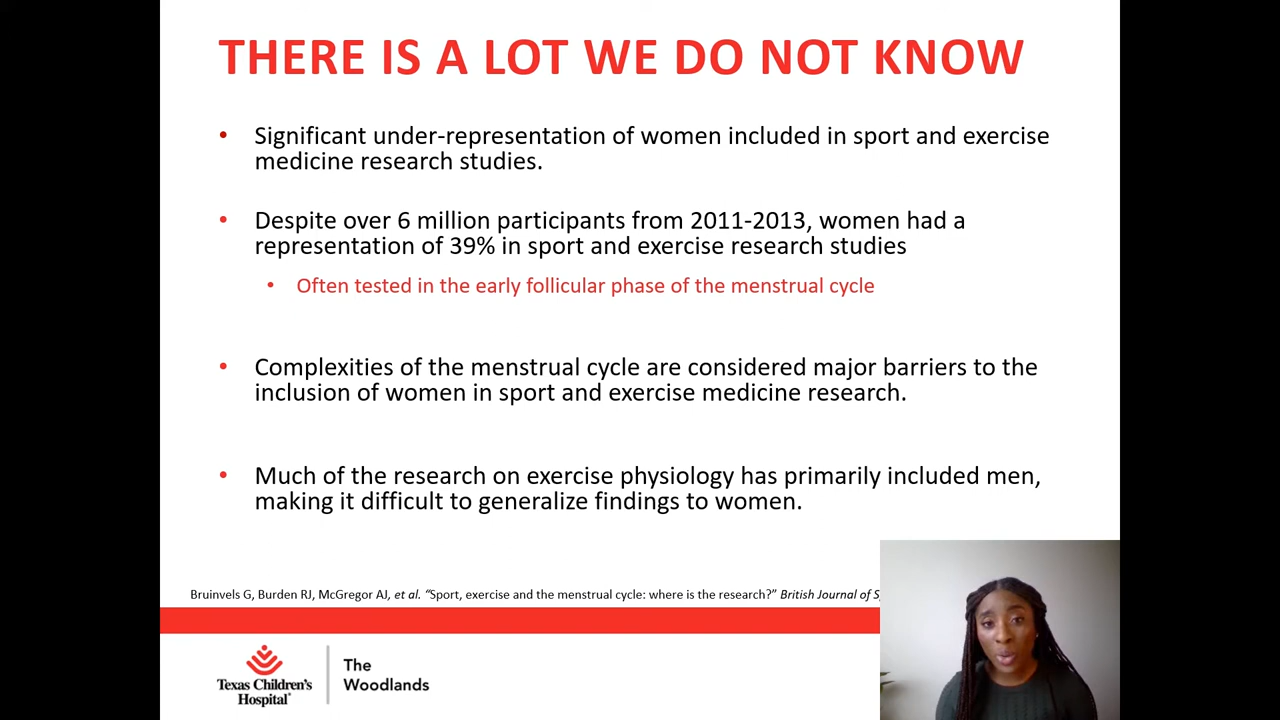 THERE IS A LOT WE DO NOT KNOW
• Significant under-representation of women included in sport and exercise
medicine research studies.
• Despite over 6 million participants from 2011-2013, women had a
representation of 39% in sport and exercise research studies
• Often tested in the early follicular phase of the menstrual cycle
• Complexities of the menstrual cycle are considered major barriers to the
inclusion of women in sport and exercise medicine research.
• Much of the research on exercise physiology has primarily included men,
making it difficult to generalize findings to women.
Bruinvels G, Burden RJ, McGregor AJ, et al. “Sport, exercise and the menstrual cycle: where is the research?” British Journal of
Texas Children's
Hospital®
The
Woodlands